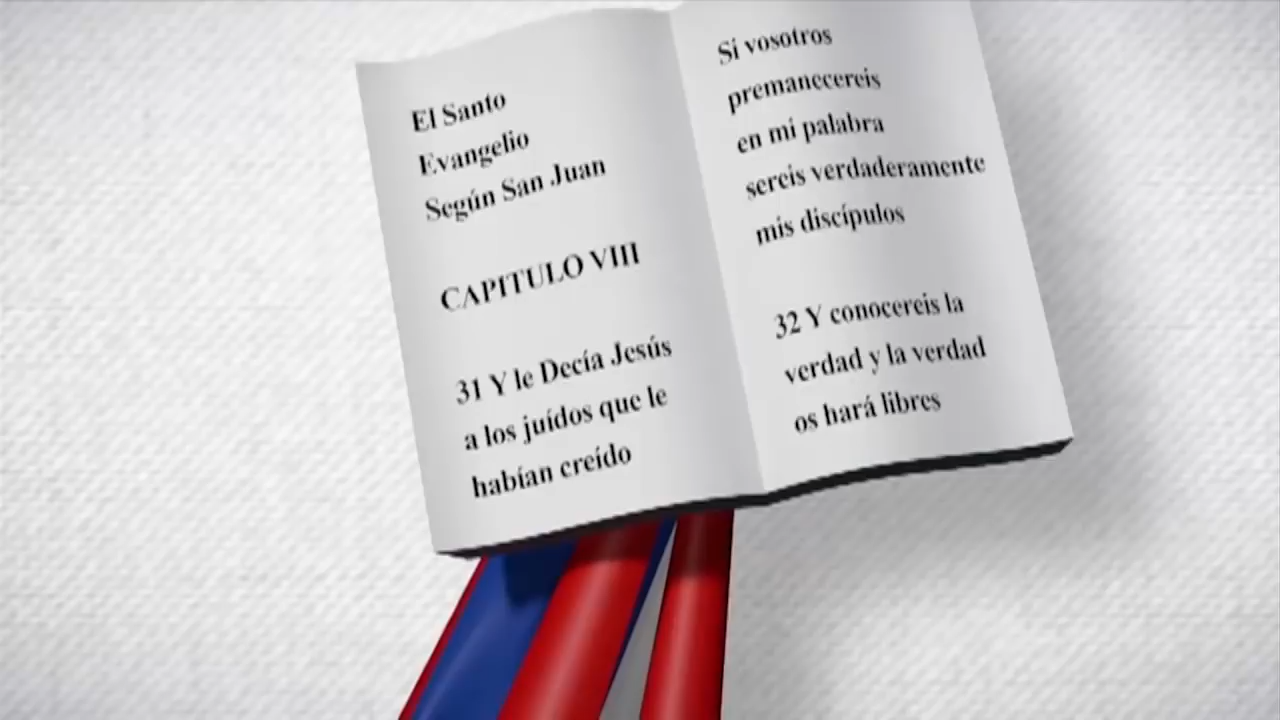 El Santo
Evangelio
Según San Juan
CAPITULO VIII
31 Y le Decía Jesús
a los juídos que le
habían creído
Si vosotros
premanecereis
en mi palabra
sereis verdaderamente
mis discípulos
32 Y conocereis la
verdad y la verdad
os hará libres